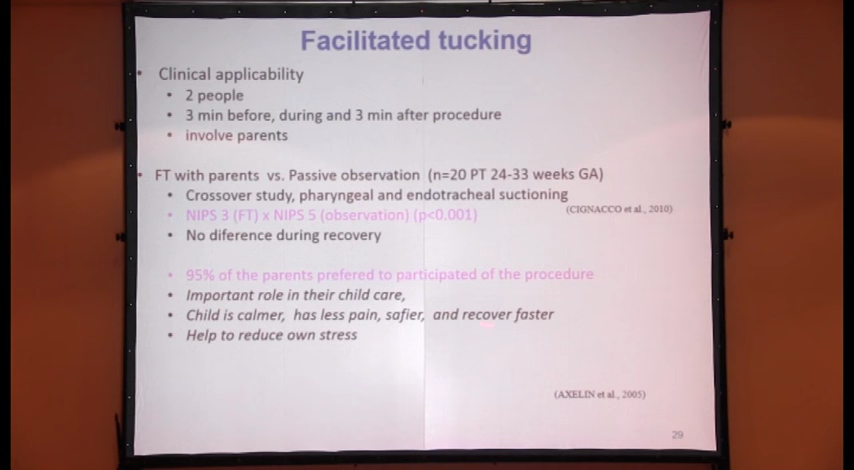 Facilitated tucking
• Clinical applicability
• 2 people
• 3 min before, during and 3 min after procedure
• involve parents
• FT with parents vs. Passive observation (n=20 PT 24-33 weeks GA)
• Crossover study, pharyngeal and endotracheal suctioning
• NIPS 3 (FT) x NIPS 5 (observation) (p<0.001)
(CIGNACCO et al., 2010)
• No diference during recovery
• 95% of the parents prefered to participated of the procedure
• Important role in their child care,
• Child is calmer, has less pain, safier, and recover faster
• Help to reduce own stress
(AXELIN et al., 2005)
29